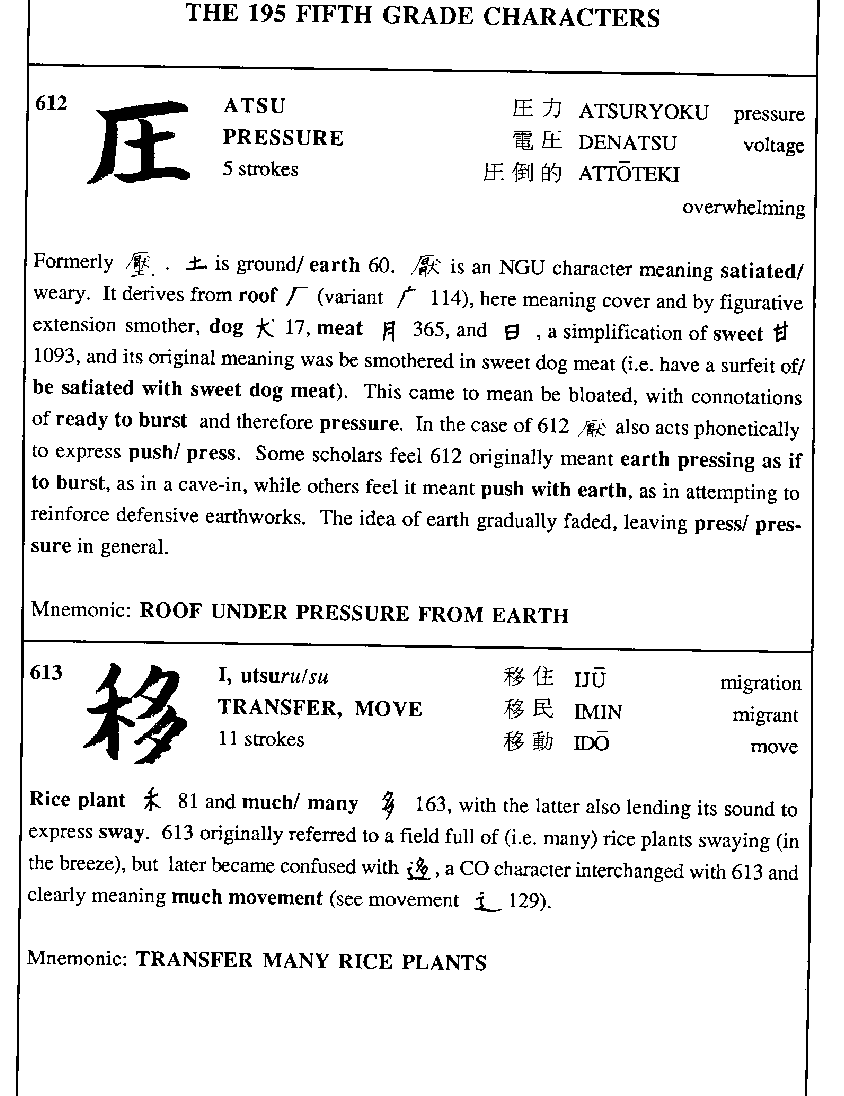 THE 195 FIFTH GRADE CHARACTERS
612
圧
ATSU
PRESSURE
5 strokes
圧力 ATSURYOKU pressure
電圧 DENATSU voltage
圧倒的 ATTŌTEKI
overwhelming
Formerly 壓. 土 is ground/ earth 60. 厭 is an NGU character meaning satiated/
weary. It derives from roof 厂 (variant 广 114), here meaning cover and by figurative
extension smother, dog 犬 17, meat 月 365, and 日, a simplification of sweet 甘
1093, and its original meaning was be smothered in sweet dog meat (i.e. have a surfeit of/
be satiated with sweet dog meat). This came to mean be bloated, with connotations
of ready to burst and therefore pressure. In the case of 612 厭 also acts phonetically
to express push/ press. Some scholars feel 612 originally meant earth pressing as if
to burst, as in a cave-in, while others feel it meant push with earth, as in attempting to
reinforce defensive earthworks. The idea of earth gradually faded, leaving press/ pres-
sure in general.
Mnemonic: ROOF UNDER PRESSURE FROM EARTH
613
移
I, utsuru/su
TRANSFER, MOVE
11 strokes
移住 IJŪ migration
移民 IMIN migrant
移動 IDŌ move
Rice plant 禾 81 and much/ many 多 163, with the latter also lending its sound to
express sway. 613 originally referred to a field full of (i.e. many) rice plants swaying (in
the breeze), but later became confused with 迻, a CO character interchanged with 613 and
clearly meaning much movement (see movement 辶 129).
Mnemonic: TRANSFER MANY RICE PLANTS